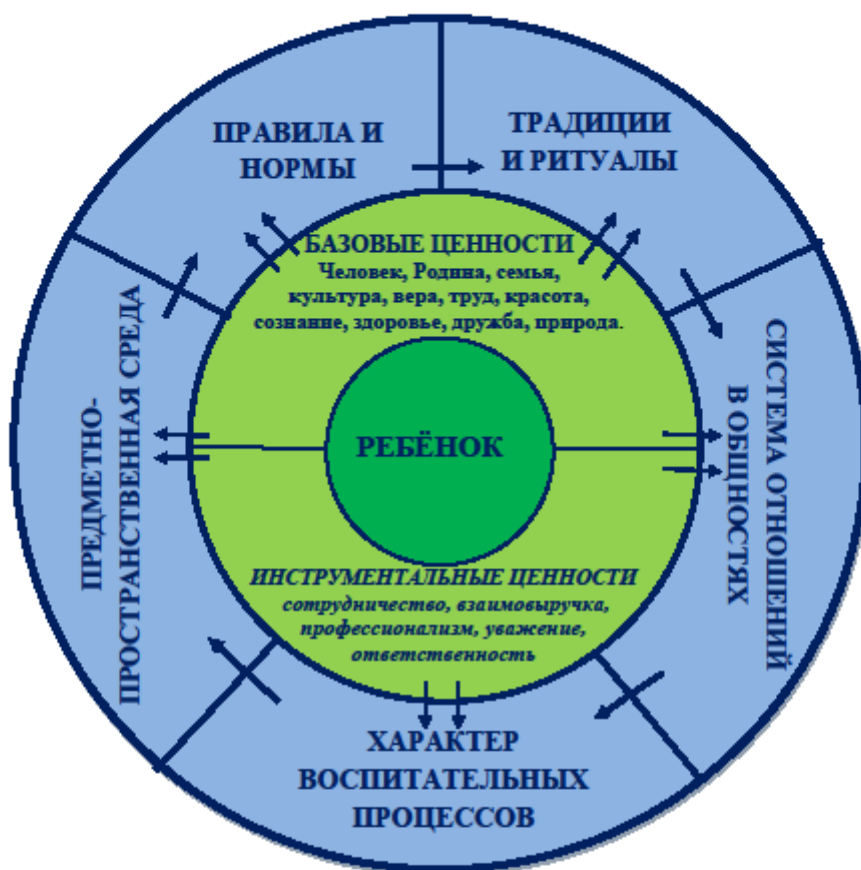 ПРАВИЛА И
НОРМЫ
ТРАДИЦИИ
И РИТУАЛЫ
БАЗОВЫЕ ЦЕННОСТИ
Человек, Родина, семья,
культура, вера, труд, красота,
сознание, здоровье, дружба, природа.
ПРЕДМЕТНО-
ПРОСТРАНСТВЕННАЯ СРЕДА
РЕБЁНОК
СИСТЕМА ОТНОШЕНИЙ
В ОБЩНОСТЯХ
ИНСТРУМЕНТАЛЬНЫЕ ЦЕННОСТИ
сотрудничество, взаимовыручка,
профессионализм, уважение,
ответственность
ХАРАКТЕР
ВОСПИТАТЕЛЬНЫХ
ПРОЦЕССОВ